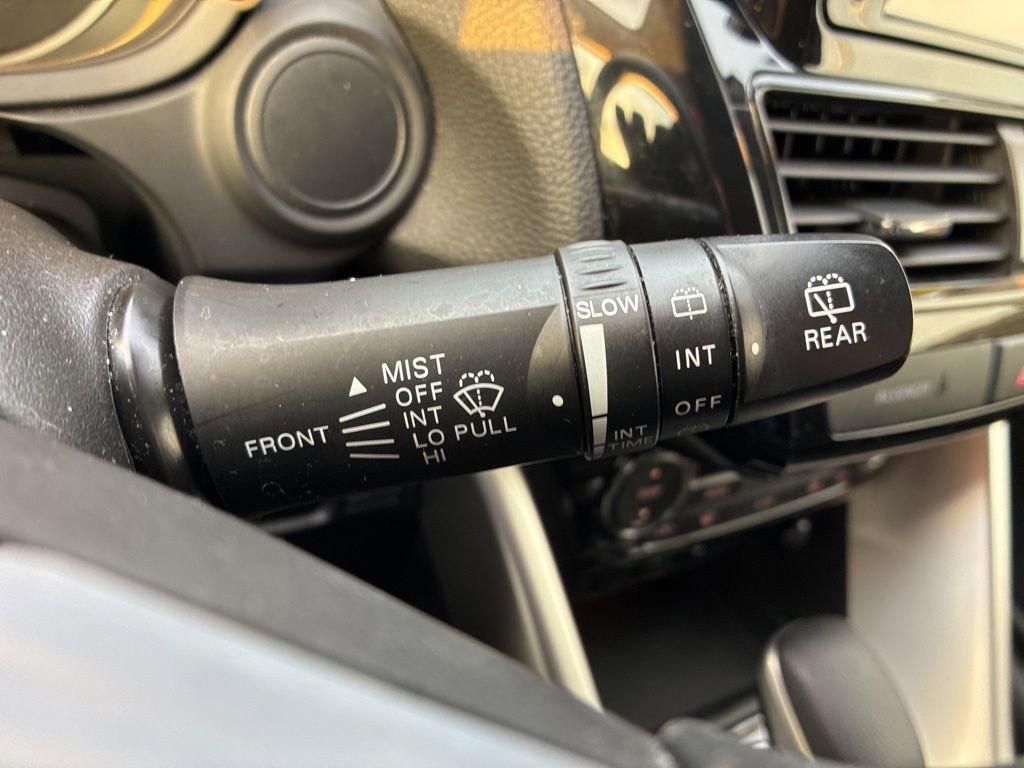 FRONT
MIST
OFF
INT
LO
HI
PULL
SLOW
INT
TIME
INT
OFF
REAR